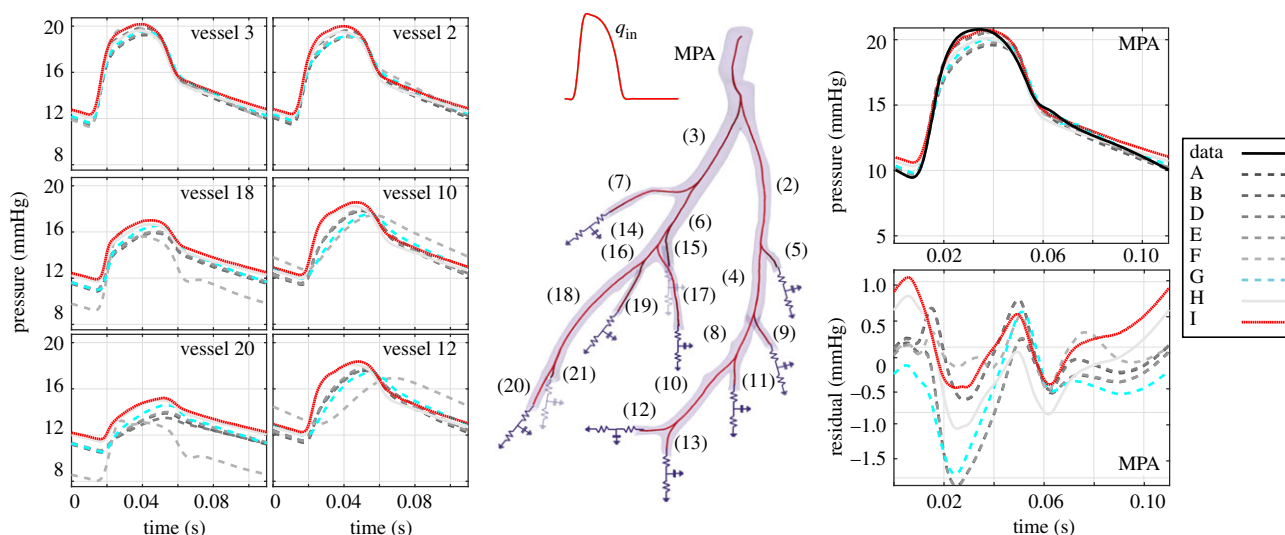 20
vessel 3
vessel 2
16
12
8
20
vessel 18
vessel 10
16
12
8
20
vessel 20
vessel 12
16
12
8
0
0.04
0.08
0
0.04
0.08
time (s)
time (s)
pressure (mmHg)
q in
MPA
(3)
(2)
(7)
(6)
(14)
(15)
(16)
(5)
(4)
(18)
(17)
(19)
(8)
(9)
(10)
(11)
(20)
(21)
(12)
(13)
20
MPA
15
10
5
0.02
0.06
0.10
pressure (mmHg)
1.0
0.5
0
0
−0.5
−1.0
−1.5
MPA
0.02
0.06
0.10
residual (mmHg)
time (s)
data
A
B
D
E
F
G
H
I